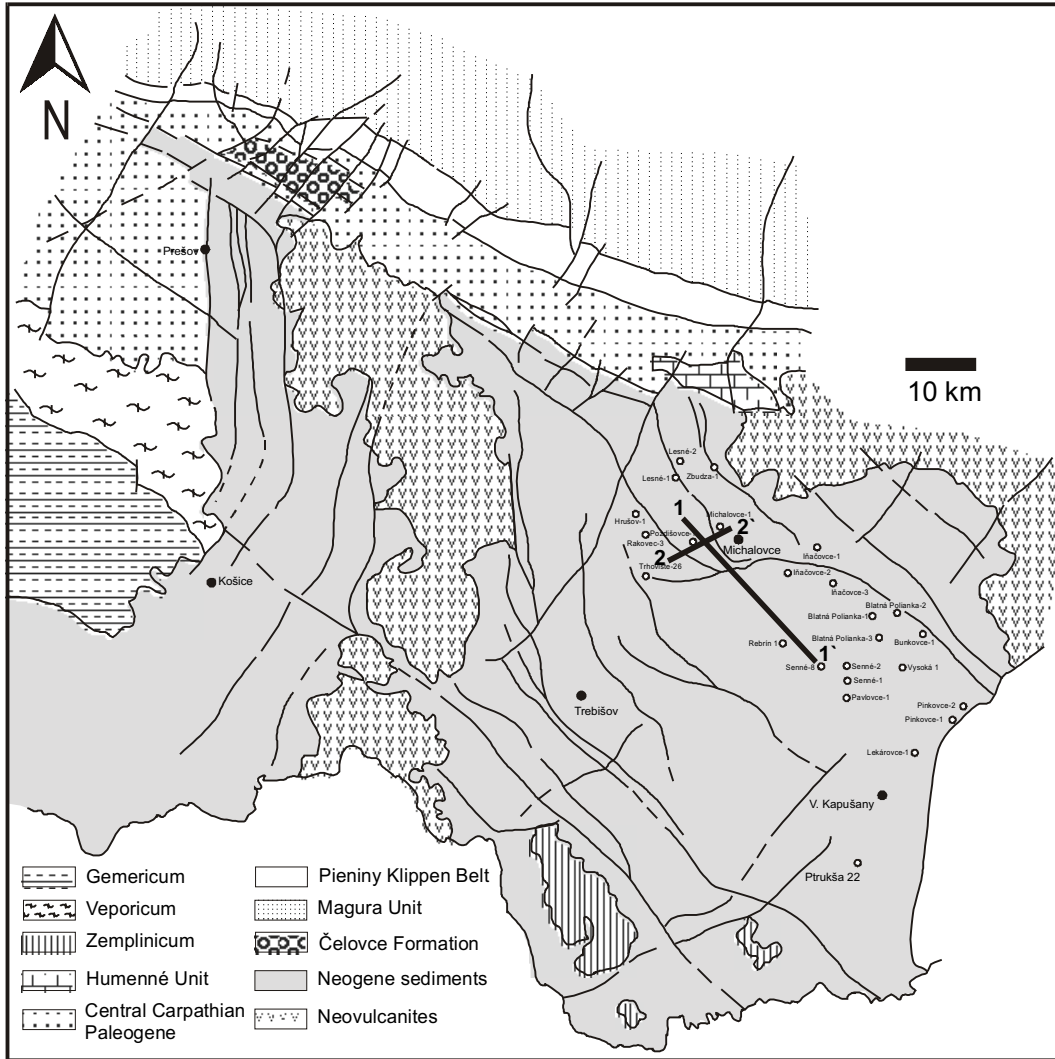 N
Prešov
10 km
Lesné-2
Zbudza-1
Lesné-1
1
Hrušov-1
Michalovce-1
2`
Pozdišovce-
Rakovec-3
Michalovce
2
Trhovište-26
Iňačovce-1
Iňačovce-2
Iňačovce-3
Košice
Blatná Polianka-2
Blatná Polianka-1
Blatná Polianka-3
Bunkovce-1
Rebrín 1
1`
Senné-8
Senné-2
Vysoká 1
Senné-1
Pavlovce-1
Trebišov
Pinkovce-2
Pinkovce-1
Lekárovce-1
V. Kapušany
Ptrukša 22
Gemericum
Veporicum
Zemplinicum
Humenné Unit
Central Carpathian
Paleogene
Pieniny Klippen Belt
Magura Unit
Čelovce Formation
Neogene sediments
Neovulcanites